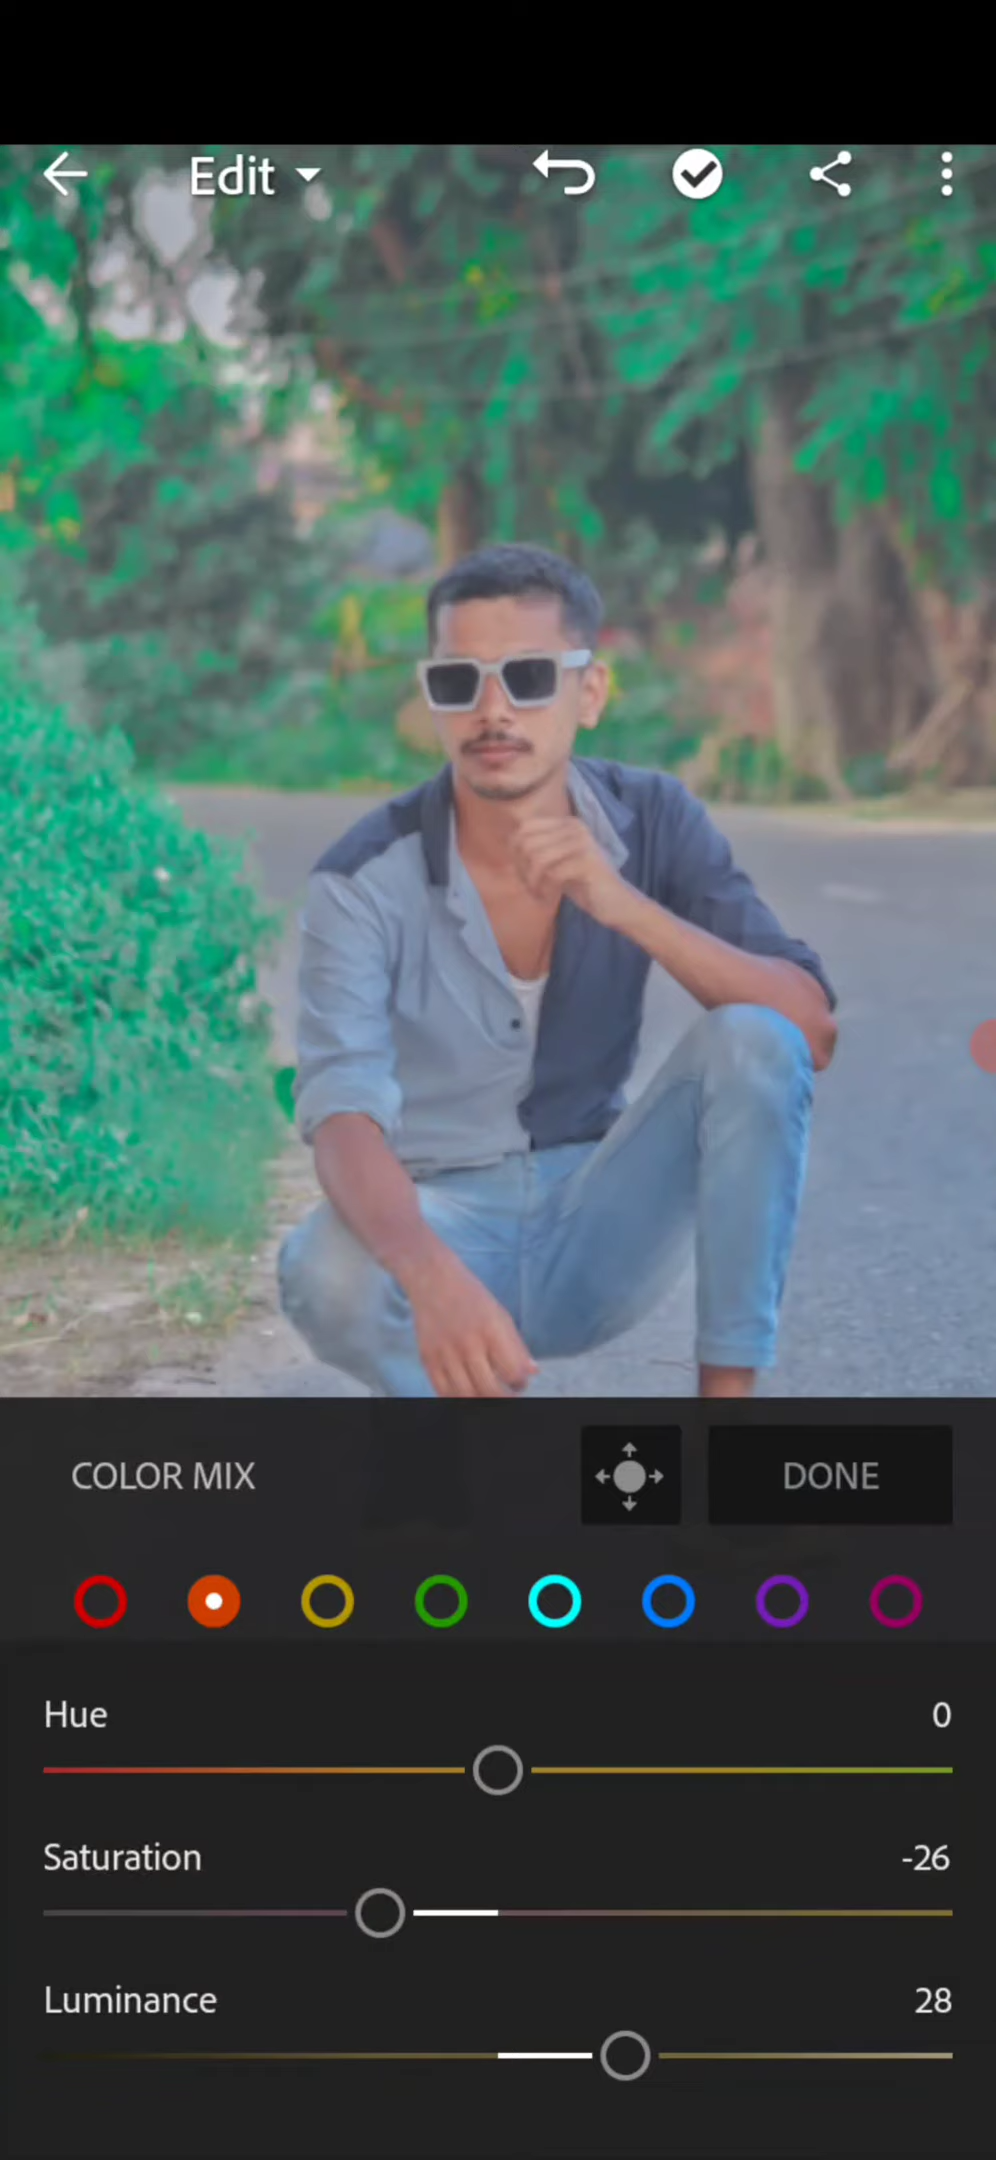 Edit
COLOR MIX
DONE
Hue
0
Saturation
-26
Luminance
28